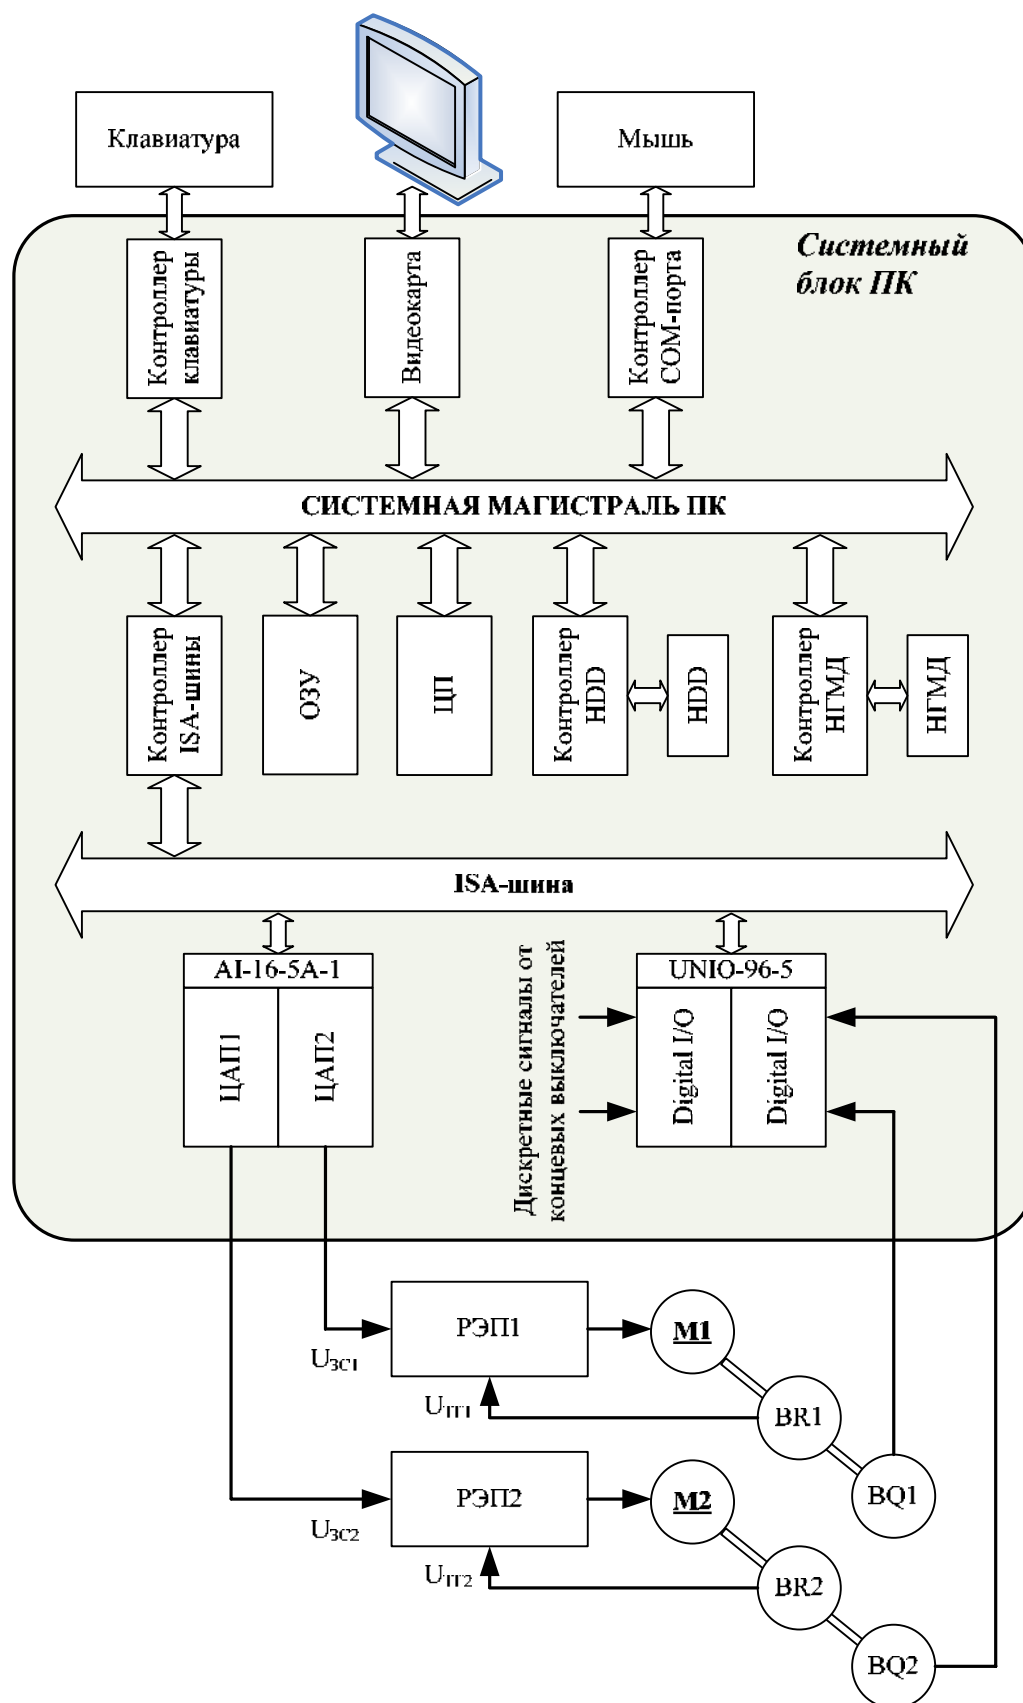 Клавиатура
Мышь
Системный
блок ПК
Контроллер
клавиатуры
Видеокарта
Контроллер
COM-порта
СИСТЕМНАЯ МАГИСТРАЛЬ ПК
Контроллер
ISA-шины
ОЗУ
ЦП
Контроллер
HDD
HDD
Контроллер
НГМД
НГМД
ISA-шина
AI-16-5A-1
ЦАП1
ЦАП2
Дискретные сигналы от
концевых выключателей
UNIO-96-5
Digital I/O
Digital I/O
РЭП1
M1
UЗС1
UТГ1
BR1
BQ1
РЭП2
M2
UЗС2
UТГ2
BR2
BQ2